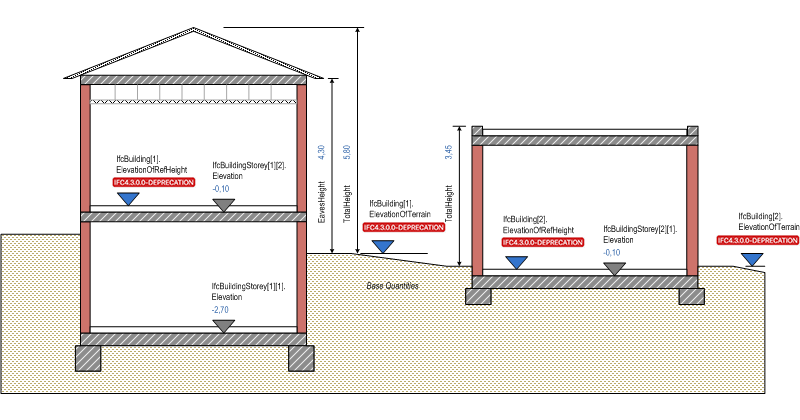 IfcBuilding[1].
ElevationOfRefHeight
IFC4.3.0.0-DEPRECATION
IfcBuildingStorey[1][2].
Elevation
-0,10
IfcBuildingStorey[1][1].
Elevation
-2,70
EavesHeight
4,30
TotalHeight
5,80
IfcBuilding[1].
ElevationOfTerrain
IFC4.3.0.0-DEPRECATION
Base Quantities
TotalHeight
3,45
IfcBuilding[2].
ElevationOfRefHeight
IFC4.3.0.0-DEPRECATION
IfcBuildingStorey[2][1].
Elevation
-0,10
IfcBuilding[2].
ElevationOfTerrain
IFC4.3.0.0-DEPRECATION